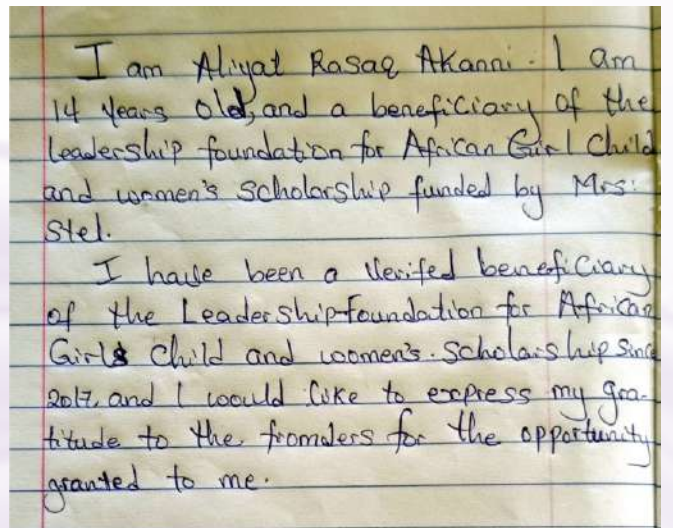 I am Aliyat Rasaq Akanni. I am
14 years old, and a beneficiary of the
Leadership foundation for African Girl Child
and women's Scholarship funded by Mrs.
Stel.
I have been a Verifed beneficiary
of the Leadership foundation for African
Girls Child and women's. Scholarship Since
2017, and I would like to express my gra-
titude to the fromders for the opportunity
granted to me.